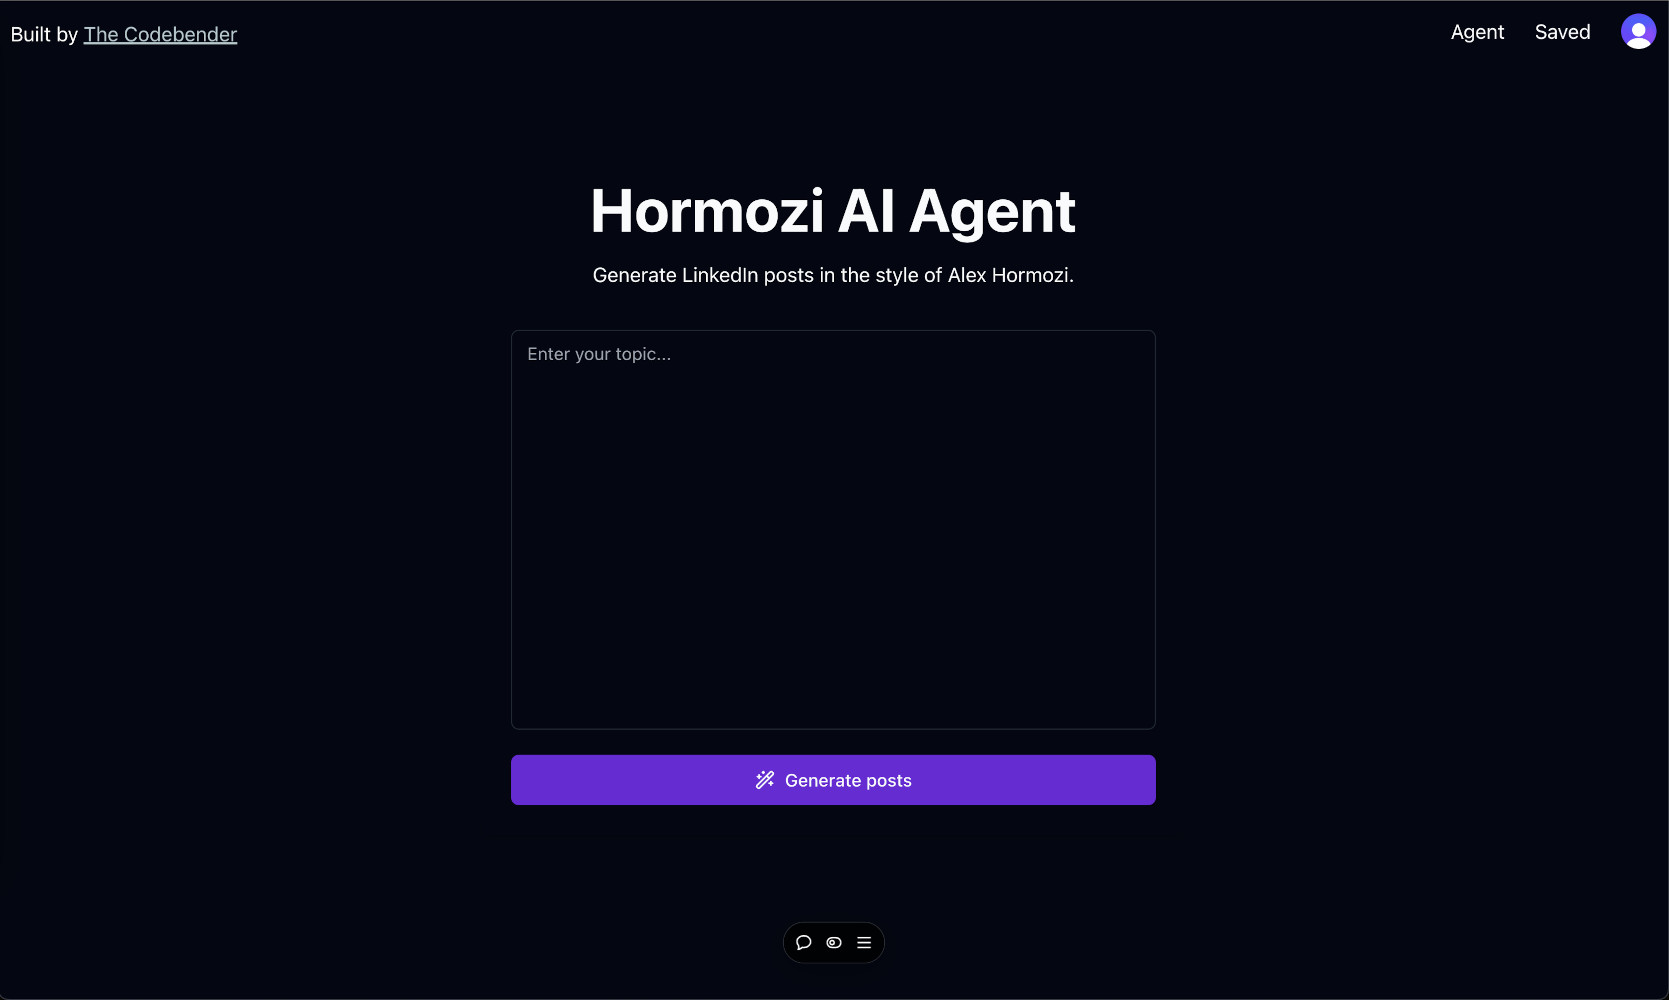 Built by The Codebender
Agent
Saved
Hormozi AI Agent
Generate LinkedIn posts in the style of Alex Hormozi.
Enter your topic...
Generate posts